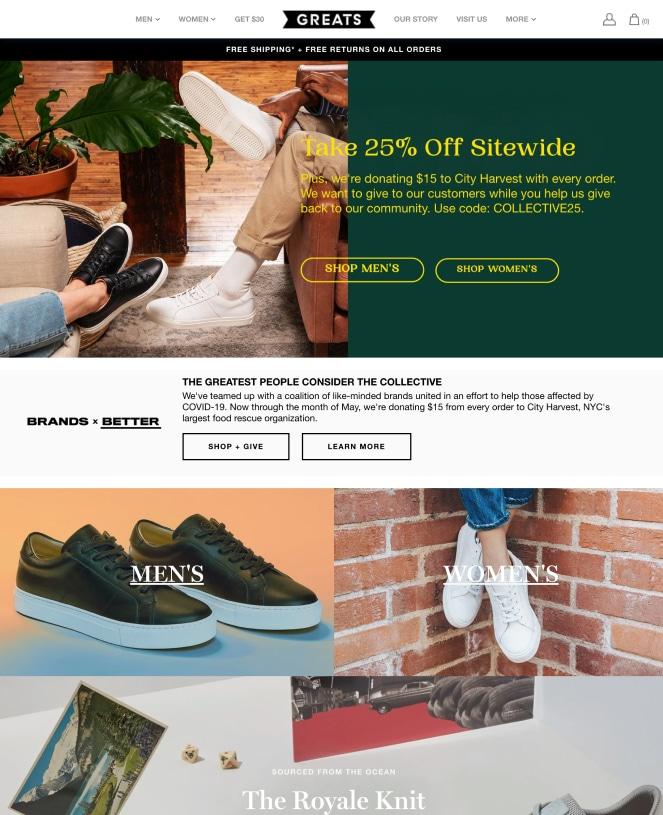 MEN
WOMEN
GET $30
GREATS
OUR STORY
VISIT US
MORE
(0)
FREE SHIPPING* + FREE RETURNS ON ALL ORDERS
Take 25% Off Sitewide
Plus, we're donating $15 to City Harvest with every order.
We want to give to our customers while you help us give
back to our community. Use code: COLLECTIVE25.
SHOP MEN'S
SHOP WOMEN'S
THE GREATEST PEOPLE CONSIDER THE COLLECTIVE
We've teamed up with a coalition of like-minded brands united in an effort to help those affected by
COVID-19. Now through the month of May, we're donating $15 from every order to City Harvest, NYC's
largest food rescue organization.
BRANDS × BETTER
SHOP + GIVE
LEARN MORE
MEN'S
WOMEN'S
SOURCED FROM THE OCEAN
The Royale Knit